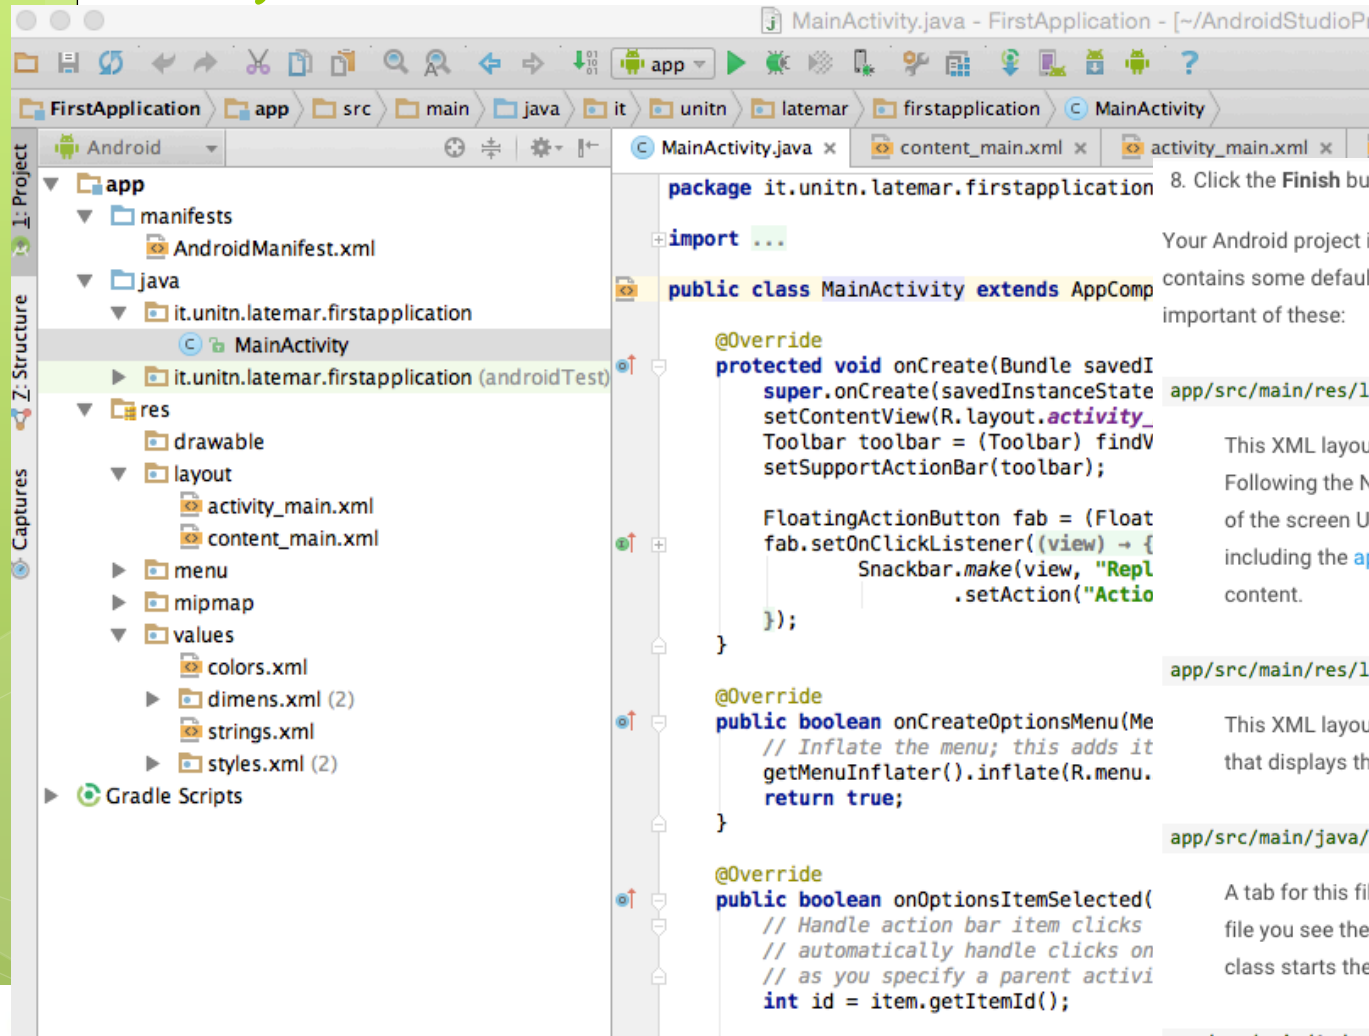 MainActivity.java - FirstApplication - [~/AndroidStudioP
app
?
FirstApplication app src main java it unitn latemar firstapplication MainActivity
1: Project
Z: Structure
Captures
Android
app
manifests
AndroidManifest.xml
java
it.unitn.latemar.firstapplication
MainActivity
it.unitn.latemar.firstapplication (androidTest)
res
drawable
layout
activity_main.xml
content_main.xml
menu
mipmap
values
colors.xml
dimens.xml (2)
strings.xml
styles.xml (2)
Gradle Scripts
MainActivity.java × content_main.xml × activity_main.xml ×
package it.unitn.latemar.firstapplication
import ...
public class MainActivity extends AppComp
@Override
protected void onCreate(Bundle savedI
super.onCreate(savedInstanceState
setContentView(R.layout.activity_
Toolbar toolbar = (Toolbar) findV
setSupportActionBar(toolbar);
FloatingActionButton fab = (Float
fab.setOnClickListener((view) → {
Snackbar.make(view, "Repl
.setAction("Actio
});
}
@Override
public boolean onCreateOptionsMenu(Me
// Inflate the menu; this adds it
getMenuInflater().inflate(R.menu.
return true;
}
@Override
public boolean onOptionsItemSelected(
// Handle action bar item clicks
// automatically handle clicks on
// as you specify a parent activi
int id = item.getItemId();
8. Click the Finish bu
Your Android project i
contains some defaul
important of these:
app/src/main/res/l
This XML layou
Following the N
of the screen U
including the ap
content.
app/src/main/res/l
This XML layou
that displays th
app/src/main/java/
A tab for this fil
file you see the
class starts the